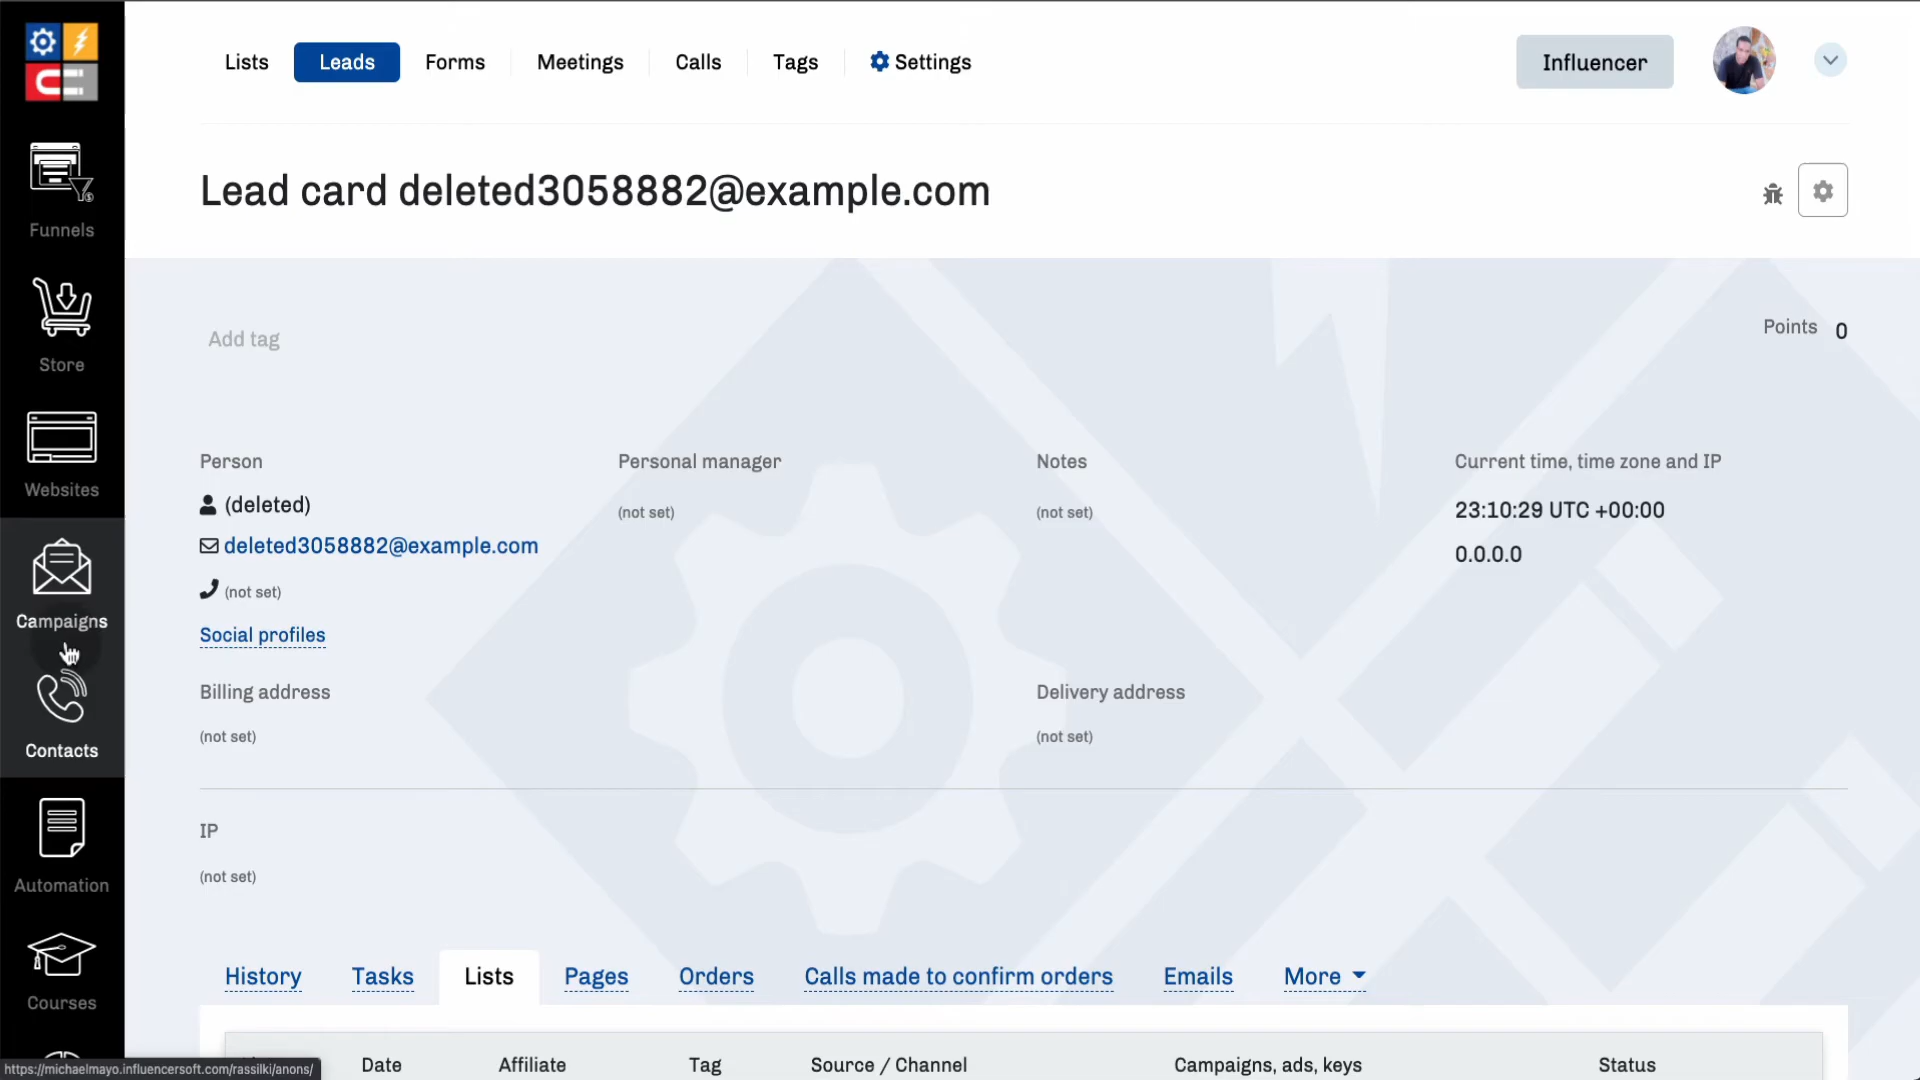 Lists
Leads
Forms
Meetings
Calls
Tags
Settings
Influencer
Funnels
Store
Websites
Campaigns
Contacts
Automation
Courses
Lead card deleted3058882@example.com
Add tag
Points 0
Person
(deleted)
deleted3058882@example.com
(not set)
Social profiles
Personal manager
(not set)
Notes
(not set)
Current time, time zone and IP
23:10:29 UTC +00:00
0.0.0.0
Billing address
(not set)
Delivery address
(not set)
IP
(not set)
History
Tasks
Lists
Pages
Orders
Calls made to confirm orders
Emails
More
Date
Affiliate
Tag
Source / Channel
Campaigns, ads, keys
Status
https://michaelmayo.influencersoft.com/rassilki/anons/